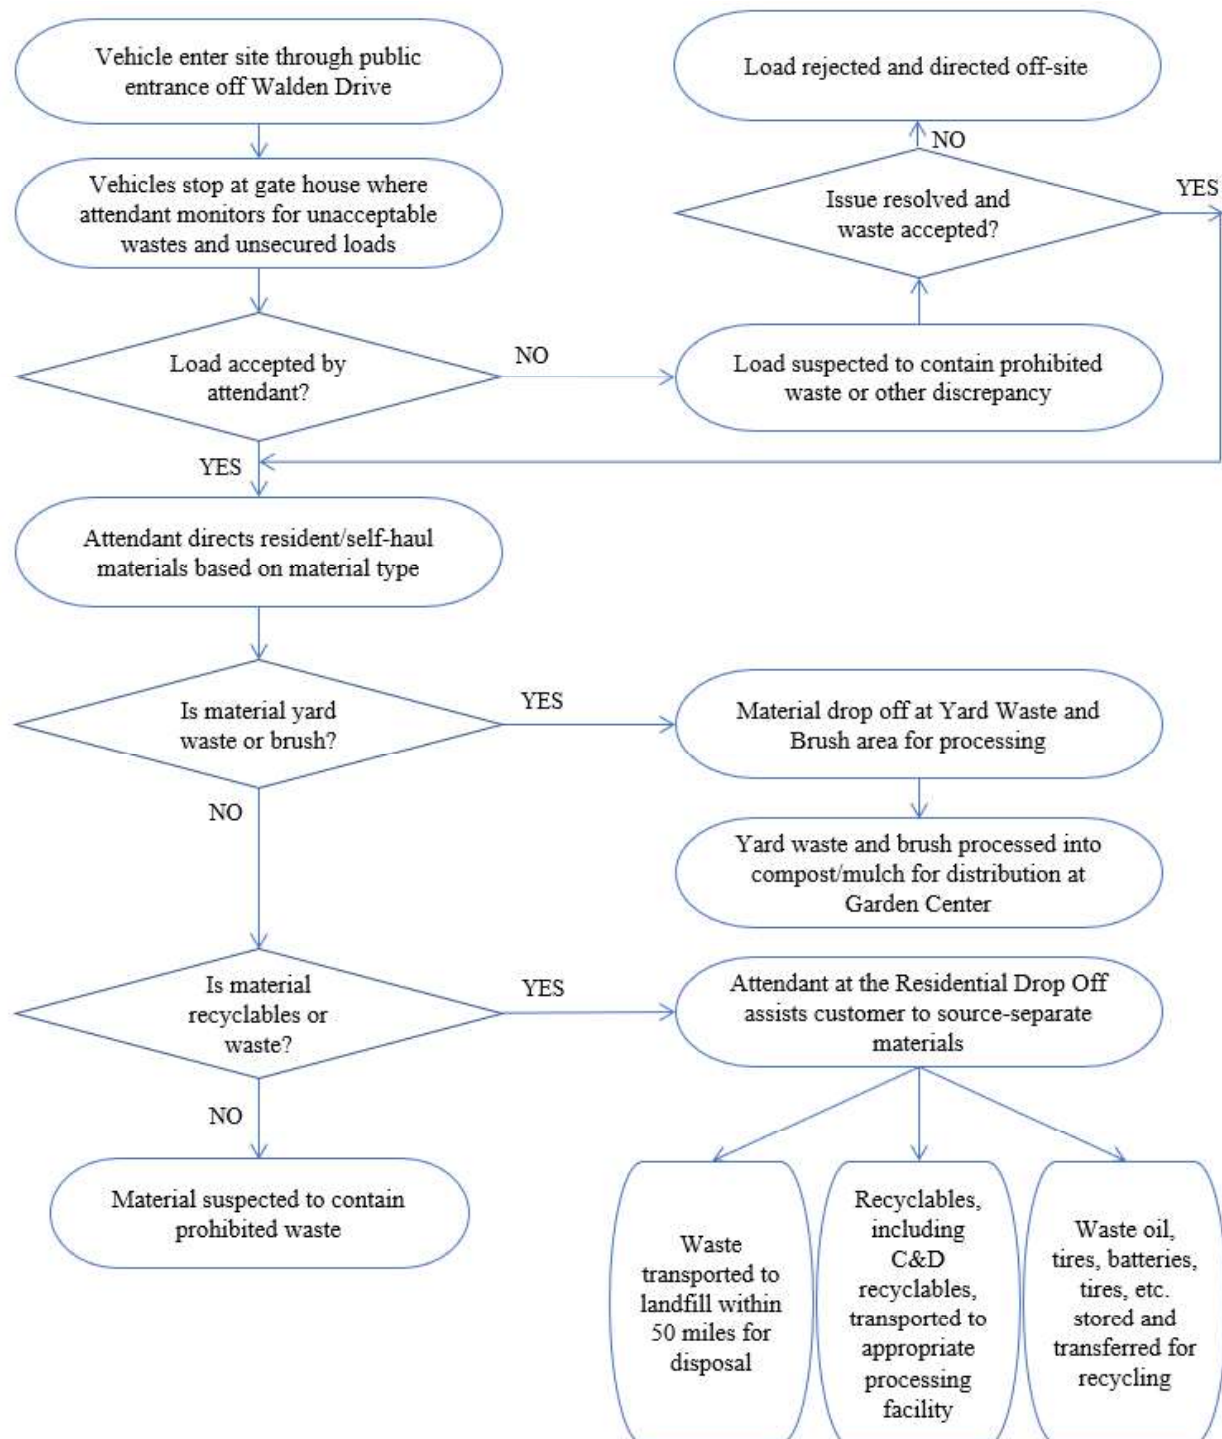 Vehicle enter site through public
entrance off Walden Drive
Vehicles stop at gate house where
attendant monitors for unacceptable
wastes and unsecured loads
Load accepted by
attendant?
NO
Load suspected to contain prohibited
waste or other discrepancy
Issue resolved and
waste accepted?
NO
YES
Load rejected and directed off-site
YES
Attendant directs resident/self-haul
materials based on material type
Is material yard
waste or brush?
YES
Material drop off at Yard Waste and
Brush area for processing
Yard waste and brush processed into
compost/mulch for distribution at
Garden Center
NO
Is material
recyclables or
waste?
YES
Attendant at the Residential Drop Off
assists customer to source-separate
materials
NO
Material suspected to contain
prohibited waste
Waste
transported to
landfill within
50 miles for
disposal
Recyclables,
including
C&D
recyclables,
transported to
appropriate
processing
facility
Waste oil,
tires, batteries,
tires, etc.
stored and
transferred for
recycling